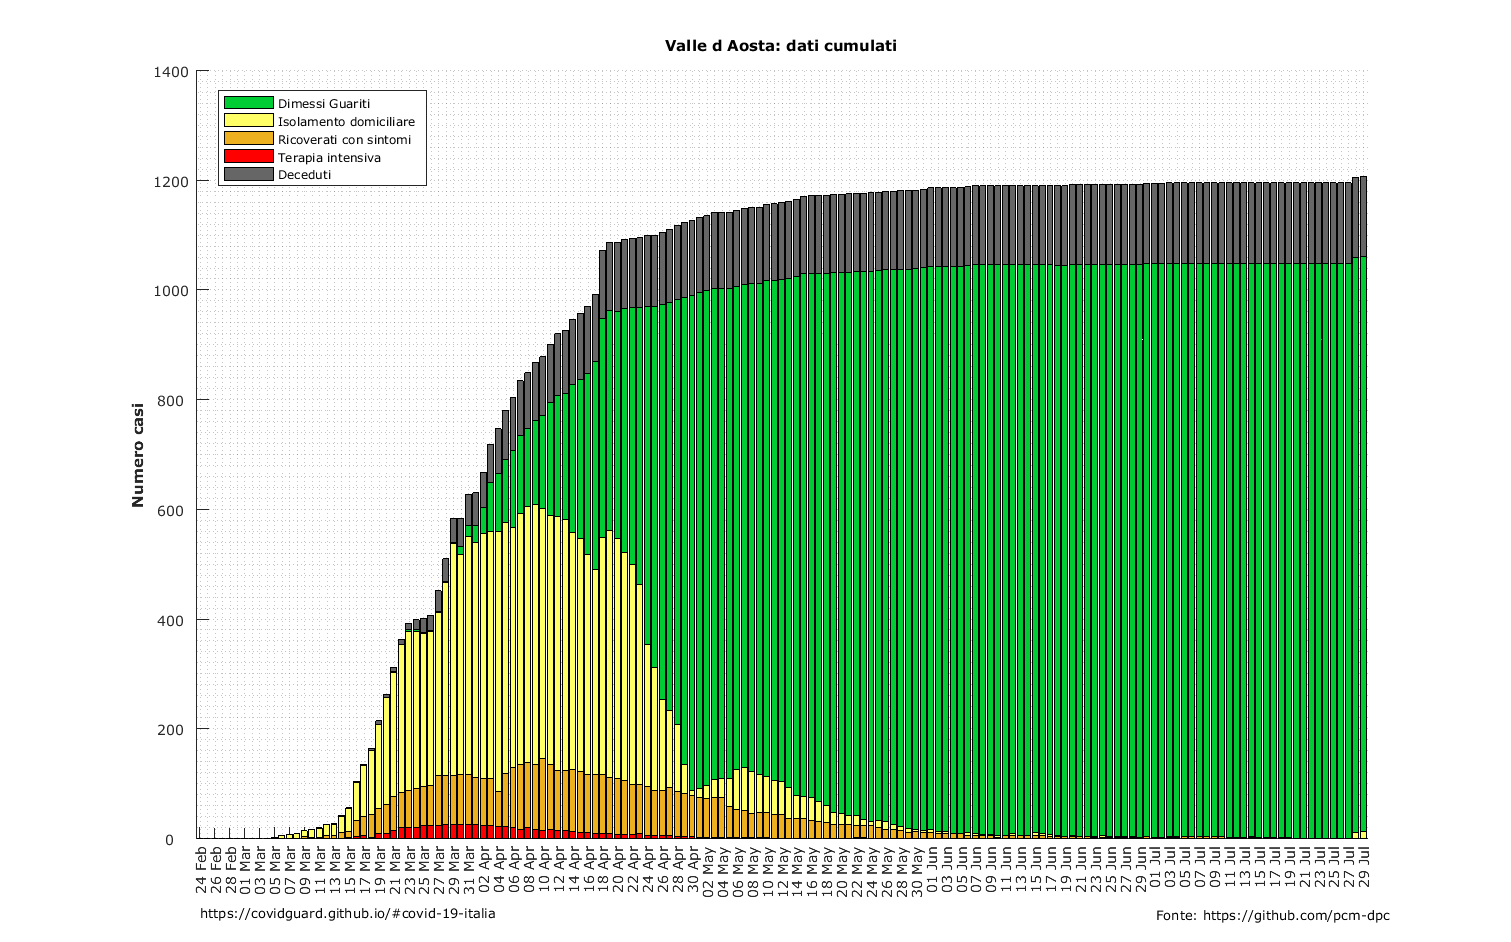 Valle d Aosta: dati cumulati
1400
1200
1000
800
600
400
200
0
Numero casi
Dimessi Guariti
Isolamento domiciliare
Ricoverati con sintomi
Terapia intensiva
Deceduti
24 Feb
26 Feb
28 Feb
01 Mar
03 Mar
05 Mar
07 Mar
09 Mar
11 Mar
13 Mar
15 Mar
17 Mar
19 Mar
21 Mar
23 Mar
25 Mar
27 Mar
29 Mar
31 Mar
02 Apr
04 Apr
06 Apr
08 Apr
10 Apr
12 Apr
14 Apr
16 Apr
18 Apr
20 Apr
22 Apr
24 Apr
26 Apr
28 Apr
30 Apr
02 May
04 May
06 May
08 May
10 May
12 May
14 May
16 May
18 May
20 May
22 May
24 May
26 May
28 May
30 May
01 Jun
03 Jun
05 Jun
07 Jun
09 Jun
11 Jun
13 Jun
15 Jun
17 Jun
19 Jun
21 Jun
23 Jun
25 Jun
27 Jun
29 Jun
01 Jul
03 Jul
05 Jul
07 Jul
09 Jul
11 Jul
13 Jul
15 Jul
17 Jul
19 Jul
21 Jul
23 Jul
25 Jul
27 Jul
29 Jul
https://covidguard.github.io/#covid-19-italia
Fonte: https://github.com/pcm-dpc